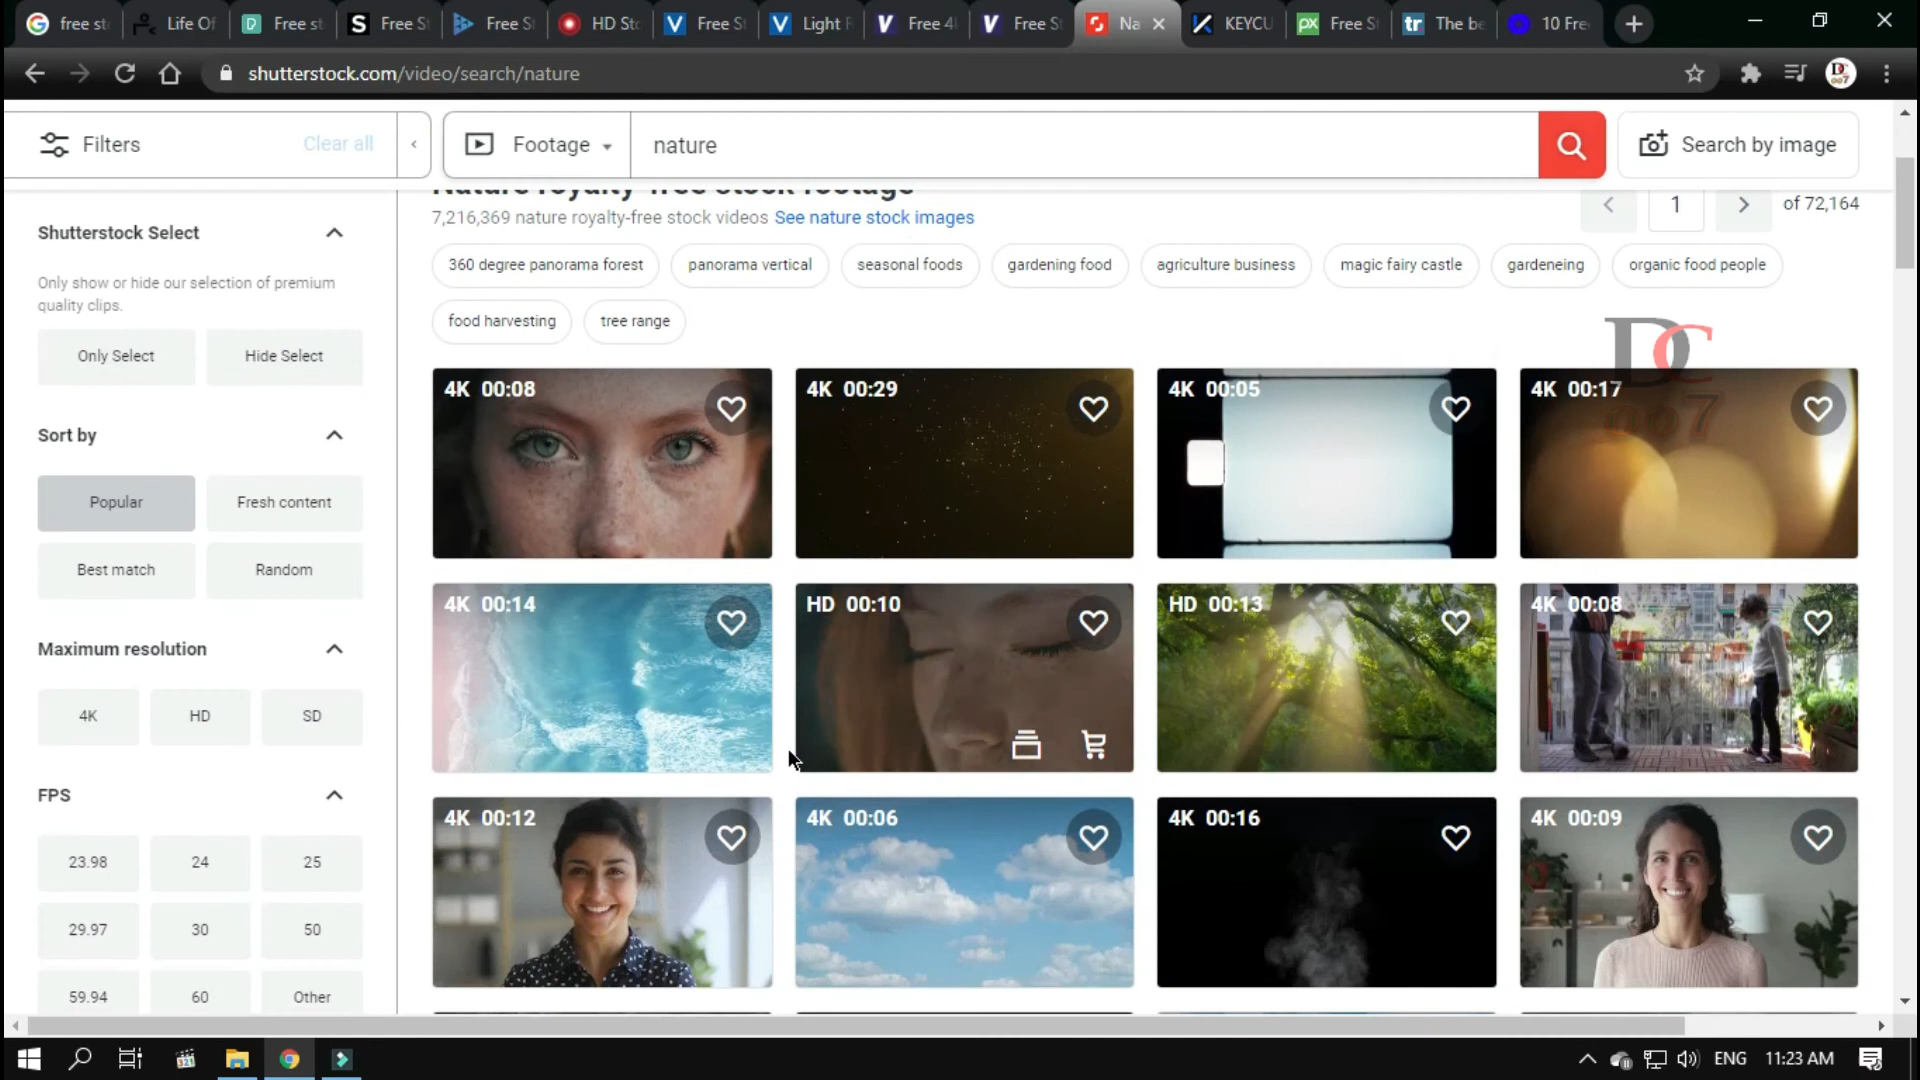 free st
Life Of
Free st
Free S
Free S
HD Sto
Free S
Light
Free 4
Free S
Na
KEYCU
Free S
The be
10 Fre
shutterstock.com/video/search/nature
Filters
Clear all
Footage
nature
Search by image
Nature royalty-free stock footage
7,216,369 nature royalty-free stock videos See nature stock images
1
of 72,164
360 degree panorama forest
panorama vertical
seasonal foods
gardening food
agriculture business
magic fairy castle
gardeneing
organic food people
food harvesting
tree range
Shutterstock Select
Only show or hide our selection of premium
quality clips.
Only Select
Hide Select
Sort by
Popular
Fresh content
Best match
Random
Maximum resolution
4K
HD
SD
FPS
23.98
24
25
29.97
30
50
59.94
60
Other
4K 00:08
4K 00:29
4K 00:05
4K 00:17
DC
007
4K 00:14
HD 00:10
HD 00:13
4K 00:08
4K 00:12
4K 00:06
4K 00:16
4K 00:09
ENG
11:23 AM